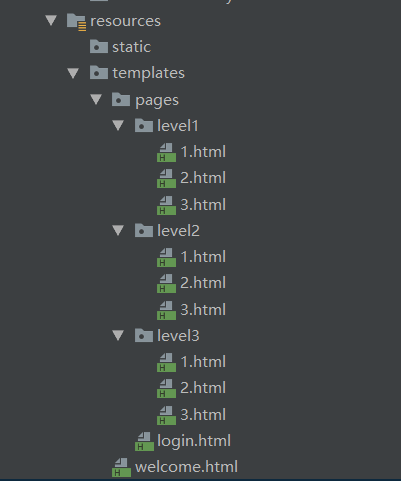 resources
static
templates
pages
level1
1.html
2.html
3.html
level2
1.html
2.html
3.html
level3
1.html
2.html
3.html
login.html
welcome.html